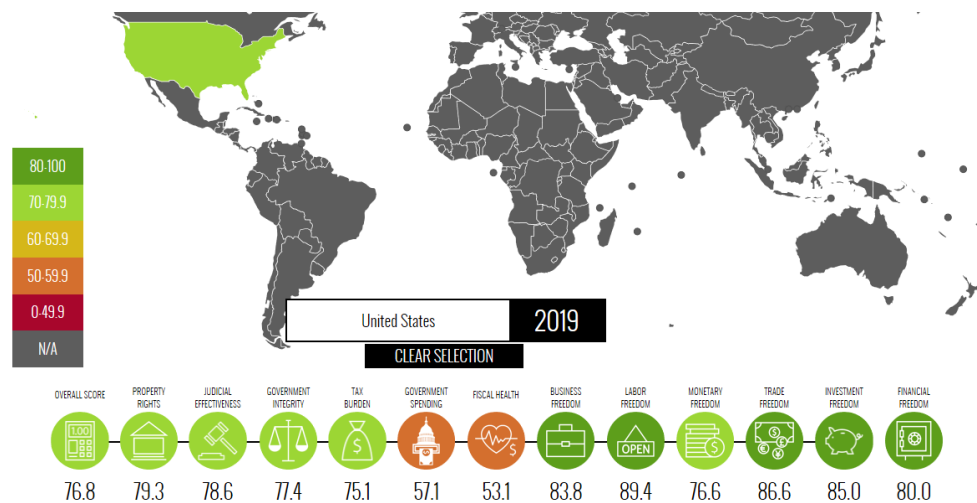 80-100
70-79.9
60-69.9
50-59.9
0-49.9
N/A
United States
2019
CLEAR SELECTION
OVERALL SCORE
PROPERTY
RIGHTS
JUDICIAL
EFFECTIVENESS
GOVERNMENT
INTEGRITY
TAX
BURDEN
GOVERNMENT
SPENDING
FISCAL HEALTH
BUSINESS
FREEDOM
LABOR
FREEDOM
MONETARY
FREEDOM
TRADE
FREEDOM
INVESTMENT
FREEDOM
FINANCIAL
FREEDOM
1.00
$
$
OPEN
$
$
€
£
¥
76.8
79.3
78.6
77.4
75.1
57.1
53.1
83.8
89.4
76.6
86.6
85.0
80.0